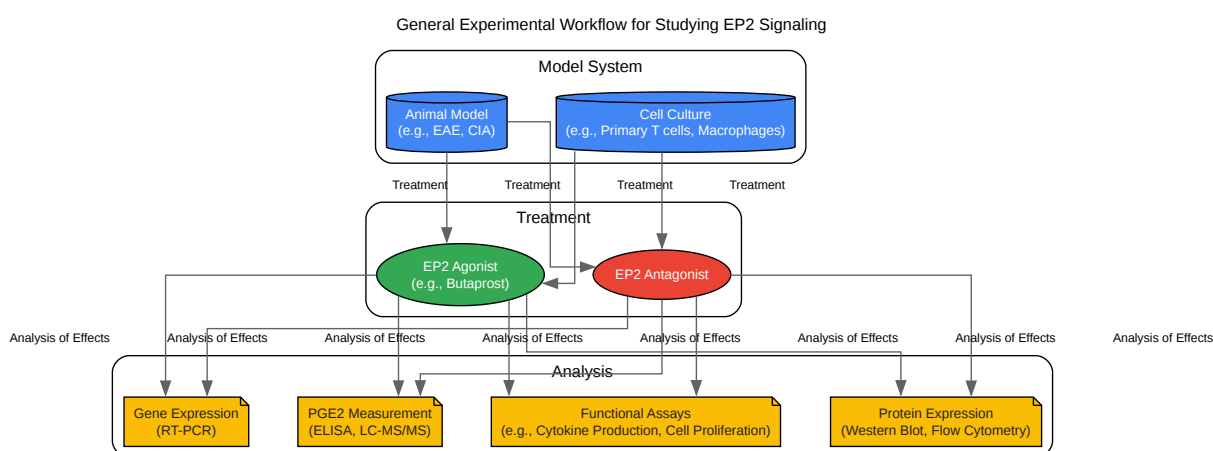 General Experimental Workflow for Studying EP2 Signaling
Model System
Animal Model
(e.g., EAE, CIA)
Cell Culture
(e.g., Primary T cells, Macrophages)
Treatment
Treatment
Treatment
Treatment
Treatment
EP2 Agonist
(e.g., Butaprost)
EP2 Antagonist
Analysis of Effects
Analysis of Effects
Analysis of Effects
Analysis of Effects
Analysis of Effects
Analysis of Effects
Analysis of Effects
Analysis of Effects
Analysis
Gene Expression
(RT-PCR)
PGE2 Measurement
(ELISA, LC-MS/MS)
Functional Assays
(e.g., Cytokine Production, Cell Proliferation)
Protein Expression
(Western Blot, Flow Cytometry)